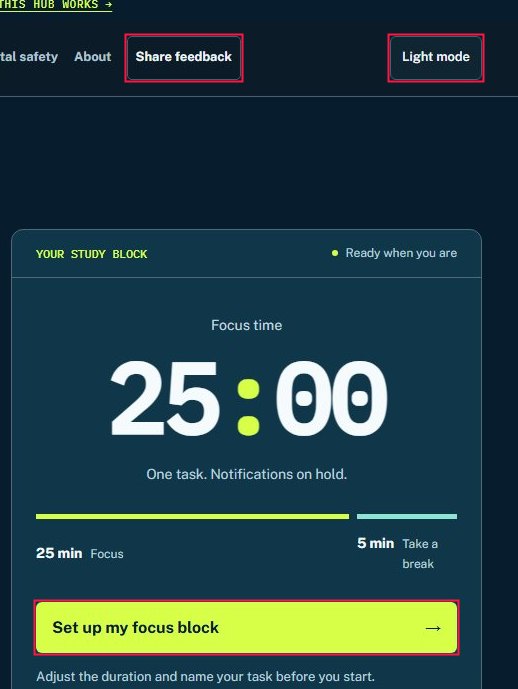 THIS HUB WORKS →
tal safety About Share feedback Light mode
YOUR STUDY BLOCK Ready when you are
Focus time
25:00
One task. Notifications on hold.
25 min Focus
5 min Take a
break
Set up my focus block →
Adjust the duration and name your task before you start.